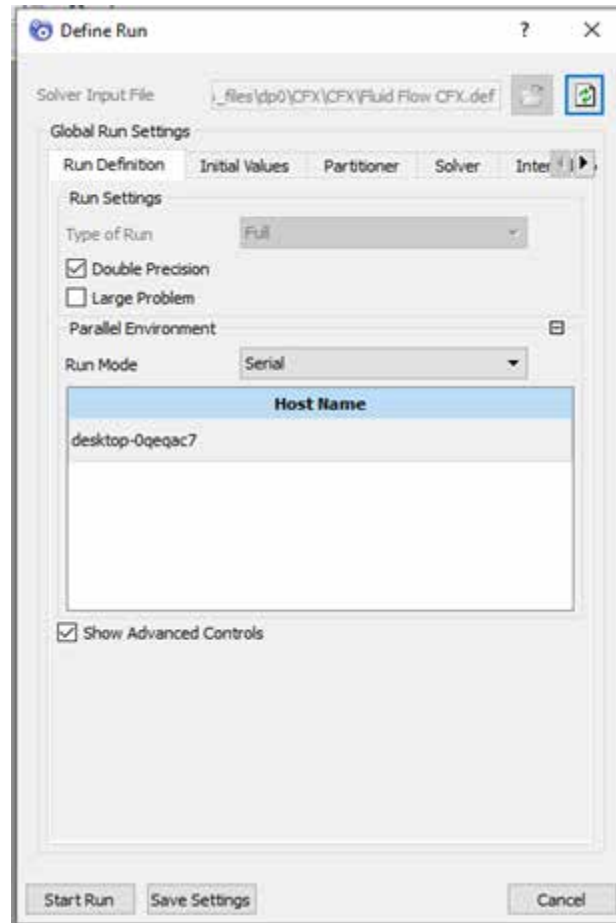 Define Run
? ×
Solver Input File _files\dp0\CFX\CFX\Fluid Flow CFX.def
Global Run Settings
Run Definition Initial Values Partitioner Solver
Run Settings
Type of Run Full
Double Precision
Large Problem
Parallel Environment
Run Mode Serial
Host Name
desktop-0qeqac7
Show Advanced Controls
Start Run Save Settings Cancel